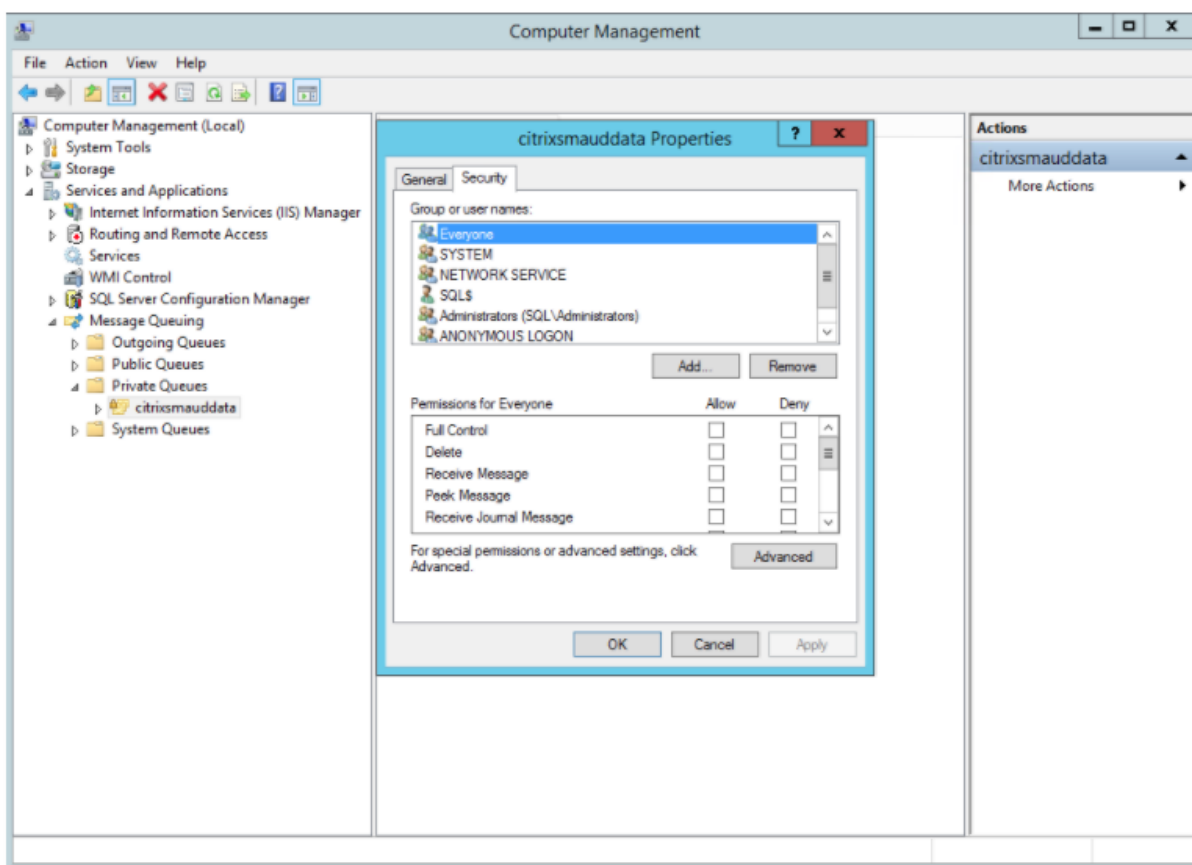 Computer Management
File Action View Help
Computer Management (Local)
System Tools
Storage
Services and Applications
Internet Information Services (IIS) Manager
Routing and Remote Access
Services
WMI Control
SQL Server Configuration Manager
Message Queuing
Outgoing Queues
Public Queues
Private Queues
citrixsmauddata
System Queues
citrixsmauddata Properties
?
x
General Security
Group or user names:
Everyone
SYSTEM
NETWORK SERVICE
SQL$
Administrators (SQL\Administrators)
ANONYMOUS LOGON
Add... Remove
Permissions for Everyone Allow Deny
Full Control
Delete
Receive Message
Peek Message
Receive Journal Message
For special permissions or advanced settings, click
Advanced.
Advanced
OK Cancel Apply
Actions
citrixsmauddata
More Actions